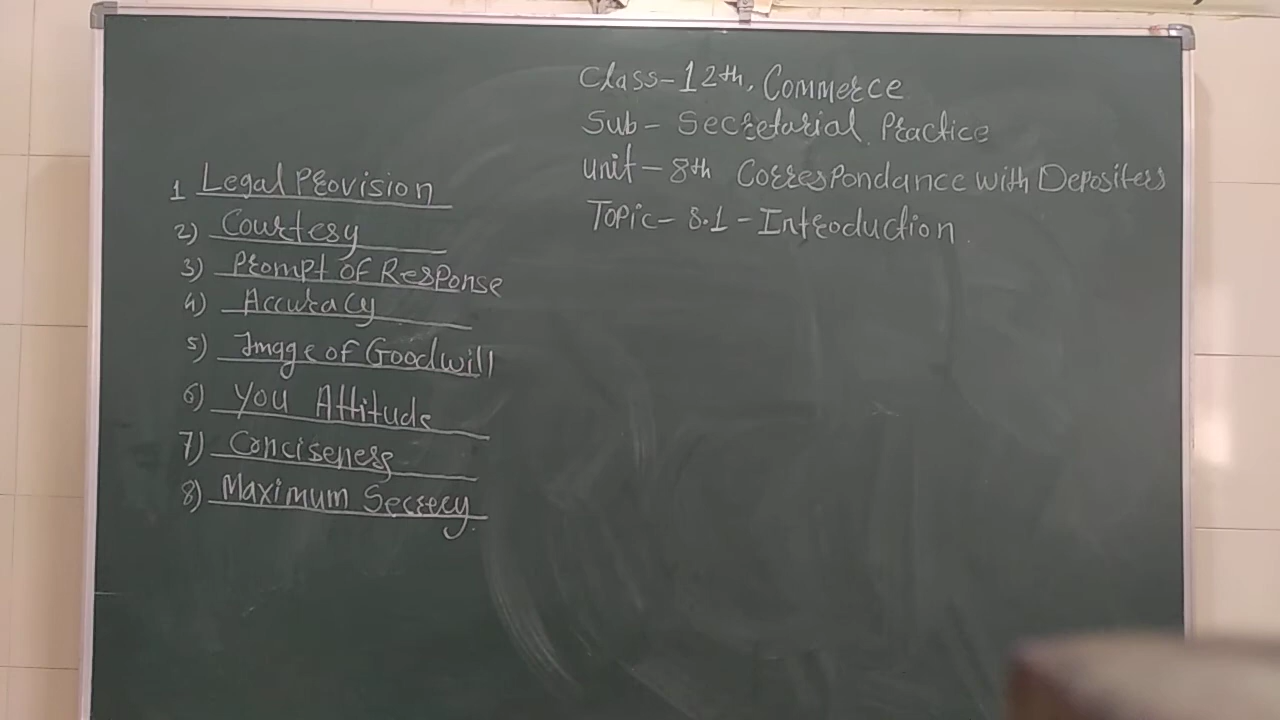 Class-12th, Commerce
Sub- Secretarial Practice
Unit-8th Correspondance with Depositers
Topic- 8.1 - Introduction.
1 Legal Provision
2) Courtesy
3) Prompt of Response
4) Accuracy
5) Image of Goodwill
6) You Attitude
7) Conciseness
8) Maximum Secrecy.